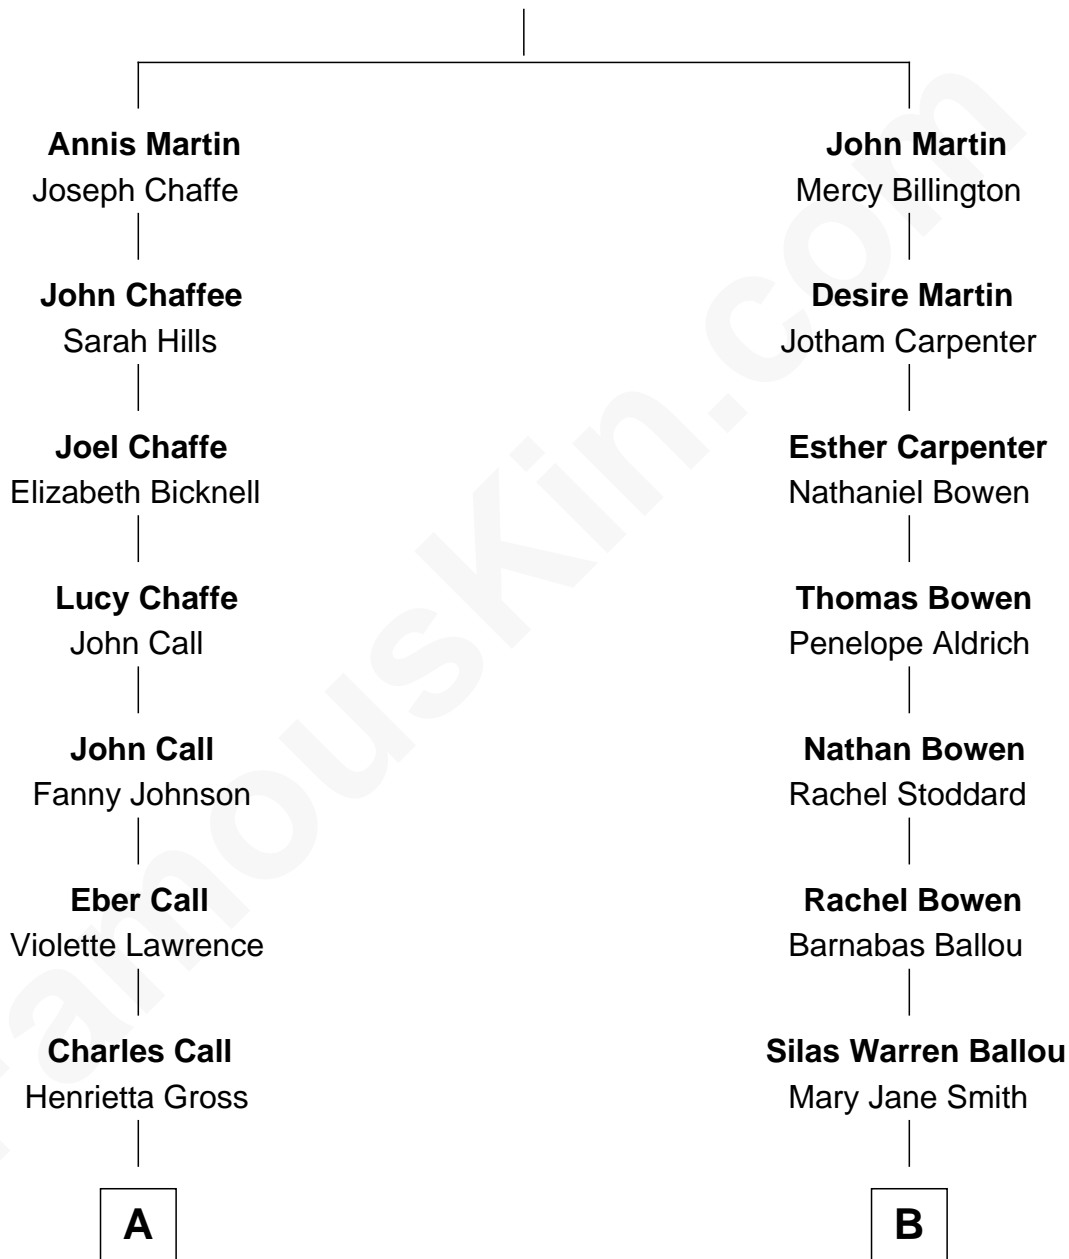 Annis Martin
Joseph Chaffe
John Chaffee
Sarah Hills
Joel Chaffe
Elizabeth Bicknell
Lucy Chaffe
John Call
John Call
Fanny Johnson
Eber Call
Violette Lawrence
Charles Call
Henrietta Gross
A
John Martin
Mercy Billington
Desire Martin
Jotham Carpenter
Esther Carpenter
Nathaniel Bowen
Thomas Bowen
Penelope Aldrich
Nathan Bowen
Rachel Stoddard
Rachel Bowen
Barnabas Ballou
Silas Warren Ballou
Mary Jane Smith
B
FamousKin.com